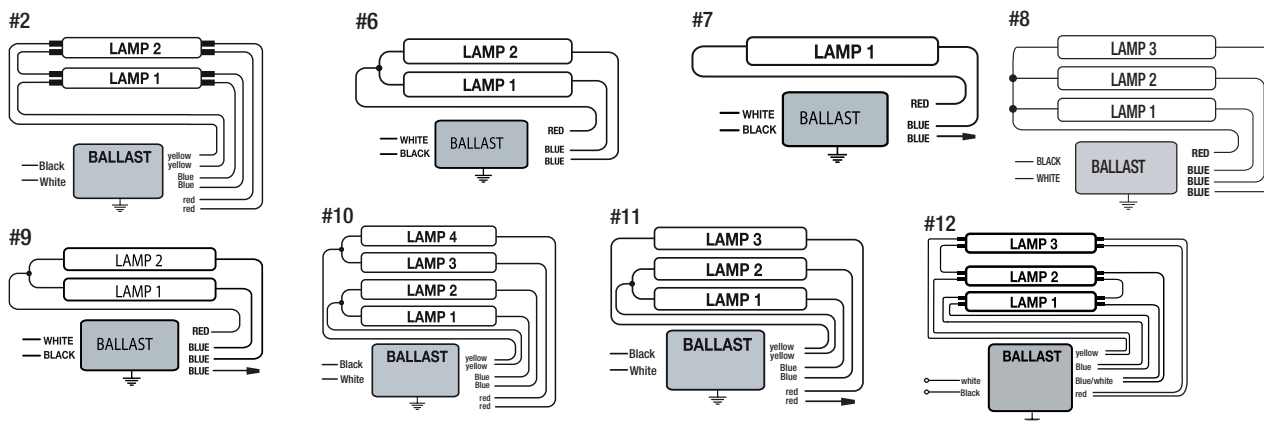 #2
LAMP 2
LAMP 1
BALLAST
Black
White
yellow
yellow
Blue
Blue
red
red
#6
LAMP 2
LAMP 1
WHITE
BLACK
BALLAST
RED
BLUE
BLUE
#7
LAMP 1
WHITE
BLACK
BALLAST
RED
BLUE
BLUE
#8
LAMP 3
LAMP 2
LAMP 1
BLACK
WHITE
BALLAST
RED
BLUE
BLUE
BLUE
#9
LAMP 2
LAMP 1
WHITE
BLACK
BALLAST
RED
BLUE
BLUE
BLUE
#10
LAMP 4
LAMP 3
LAMP 2
LAMP 1
BALLAST
Black
White
yellow
yellow
Blue
Blue
red
red
#11
LAMP 3
LAMP 2
LAMP 1
BALLAST
Black
White
yellow
yellow
Blue
Blue
red
red
#12
LAMP 3
LAMP 2
LAMP 1
BALLAST
white
Black
yellow
Blue
Blue/white
red